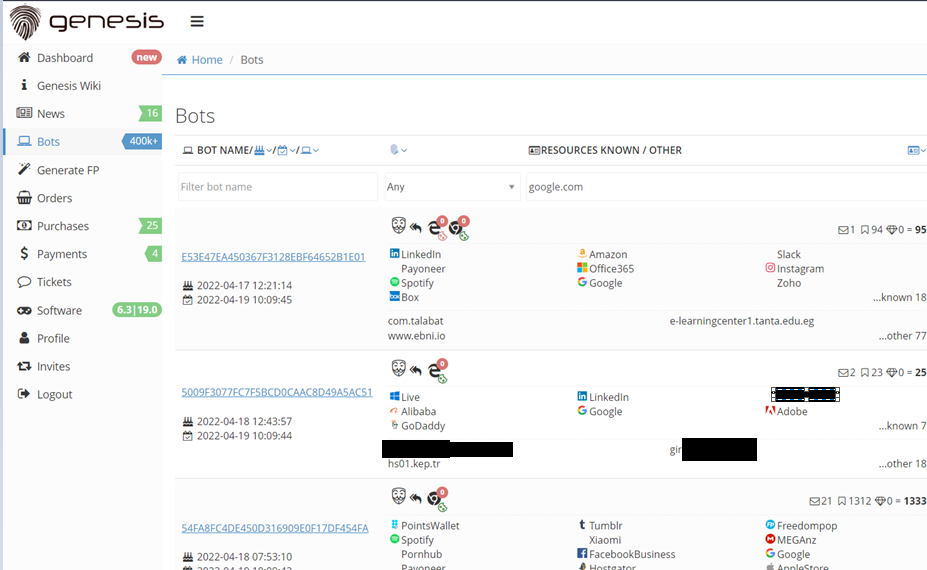 genesis
Dashboard new
Genesis Wiki
News 16
Bots 400k+
Generate FP
Orders
Purchases 25
Payments 4
Tickets
Software 6.3|19.0
Profile
Invites
Logout
Home / Bots
Bots
BOT NAME/ / /
RESOURCES KNOWN / OTHER
Filter bot name
Any
google.com
0 0
1 94 0 = 95
E53E47EA450367F3128EBF64652B1E01
2022-04-17 12:21:14
2022-04-19 10:09:45
LinkedIn Amazon Slack
Payoneer Office365 Instagram
Spotify Google Zoho
Box
...known 18
com.talabat e-learningcenter1.tanta.edu.eg
www.ebni.io
...other 77
0
2 23 0 = 25
5009F3077FC7F5BCD0CAAC8D49A5AC51
2022-04-18 12:43:57
2022-04-19 10:09:44
Live LinkedIn
Alibaba Google Adobe
GoDaddy
...known 7
gir
hs01.kep.tr
...other 18
0
21 1312 0 = 1333
54FA8FC4DE450D316909E0F17DF454FA
2022-04-18 07:53:10
PointsWallet Tumblr Freedompop
Spotify Xiaomi MEGAnz
Pornhub FacebookBusiness Google
Payoneer Hostgator AppleStore